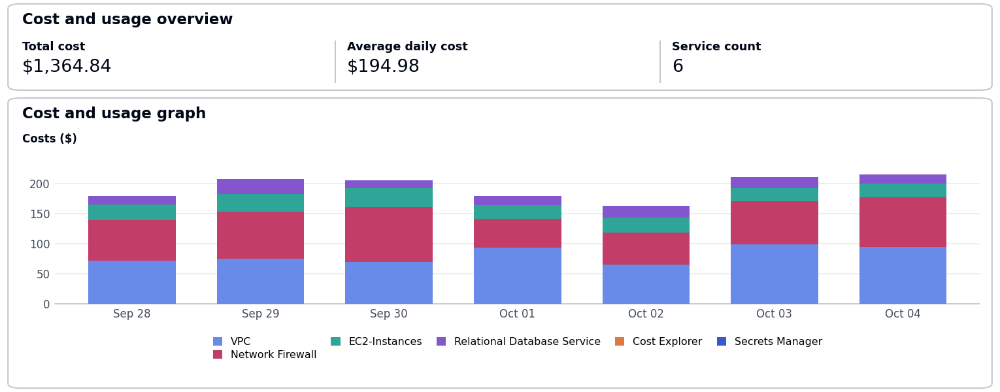 Cost and usage overview
Total cost
$1,364.84
Average daily cost
$194.98
Service count
6
Cost and usage graph
Costs ($)
200
150
100
50
0
Sep 28 Sep 29 Sep 30 Oct 01 Oct 02 Oct 03 Oct 04
VPC EC2-Instances Relational Database Service Cost Explorer Secrets Manager
Network Firewall